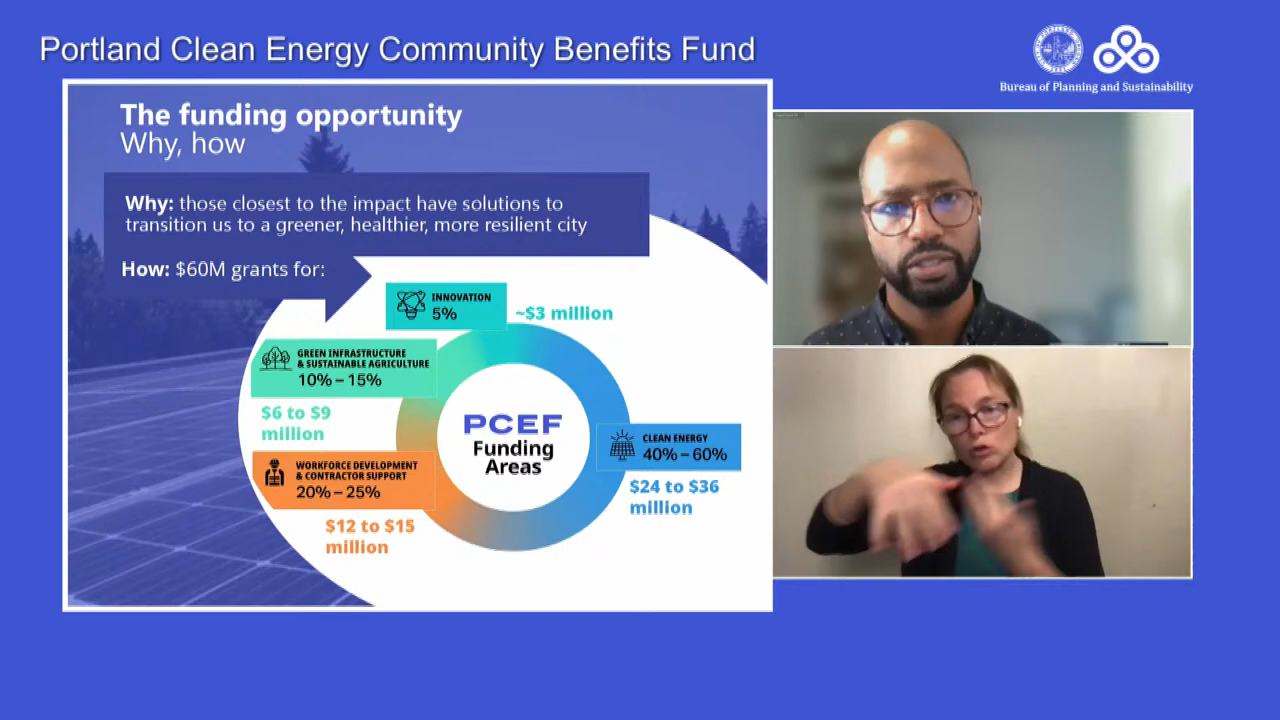 Portland Clean Energy Community Benefits Fund
Bureau of Planning and Sustainability
The funding opportunity
Why, how
Why: those closest to the impact have solutions to
transition us to a greener, healthier, more resilient city
How: $60M grants for:
INNOVATION
5%
~$3 million
GREEN INFRASTRUCTURE
& SUSTAINABLE AGRICULTURE
10% – 15%
$6 to $9
million
PCEF
Funding
Areas
CLEAN ENERGY
40% – 60%
$24 to $36
million
WORKFORCE DEVELOPMENT
& CONTRACTOR SUPPORT
20% – 25%
$12 to $15
million